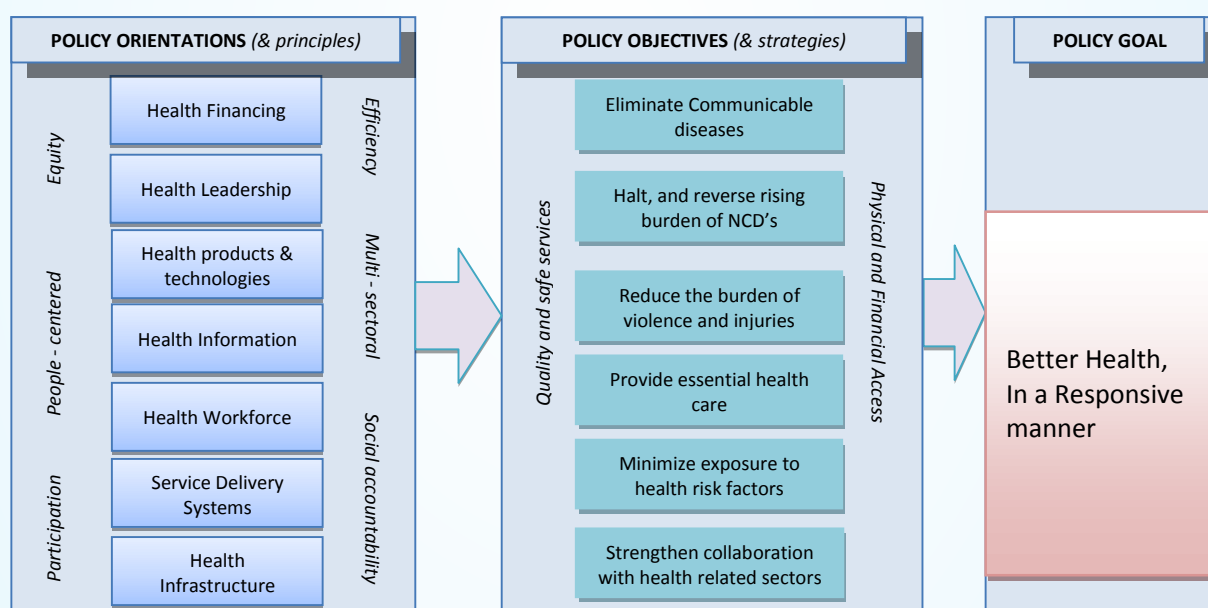 POLICY ORIENTATIONS (& principles)
Equity
People - centered
Participation
Health Financing
Health Leadership
Health products &
technologies
Health Information
Health Workforce
Service Delivery
Systems
Health
Infrastructure
Efficiency
Multi - sectoral
Social accountability
POLICY OBJECTIVES (& strategies)
Quality and safe services
Eliminate Communicable
diseases
Halt, and reverse rising
burden of NCD's
Reduce the burden of
violence and injuries
Provide essential health
care
Minimize exposure to
health risk factors
Strengthen collaboration
with health related sectors
Physical and Financial Access
POLICY GOAL
Better Health,
In a Responsive
manner